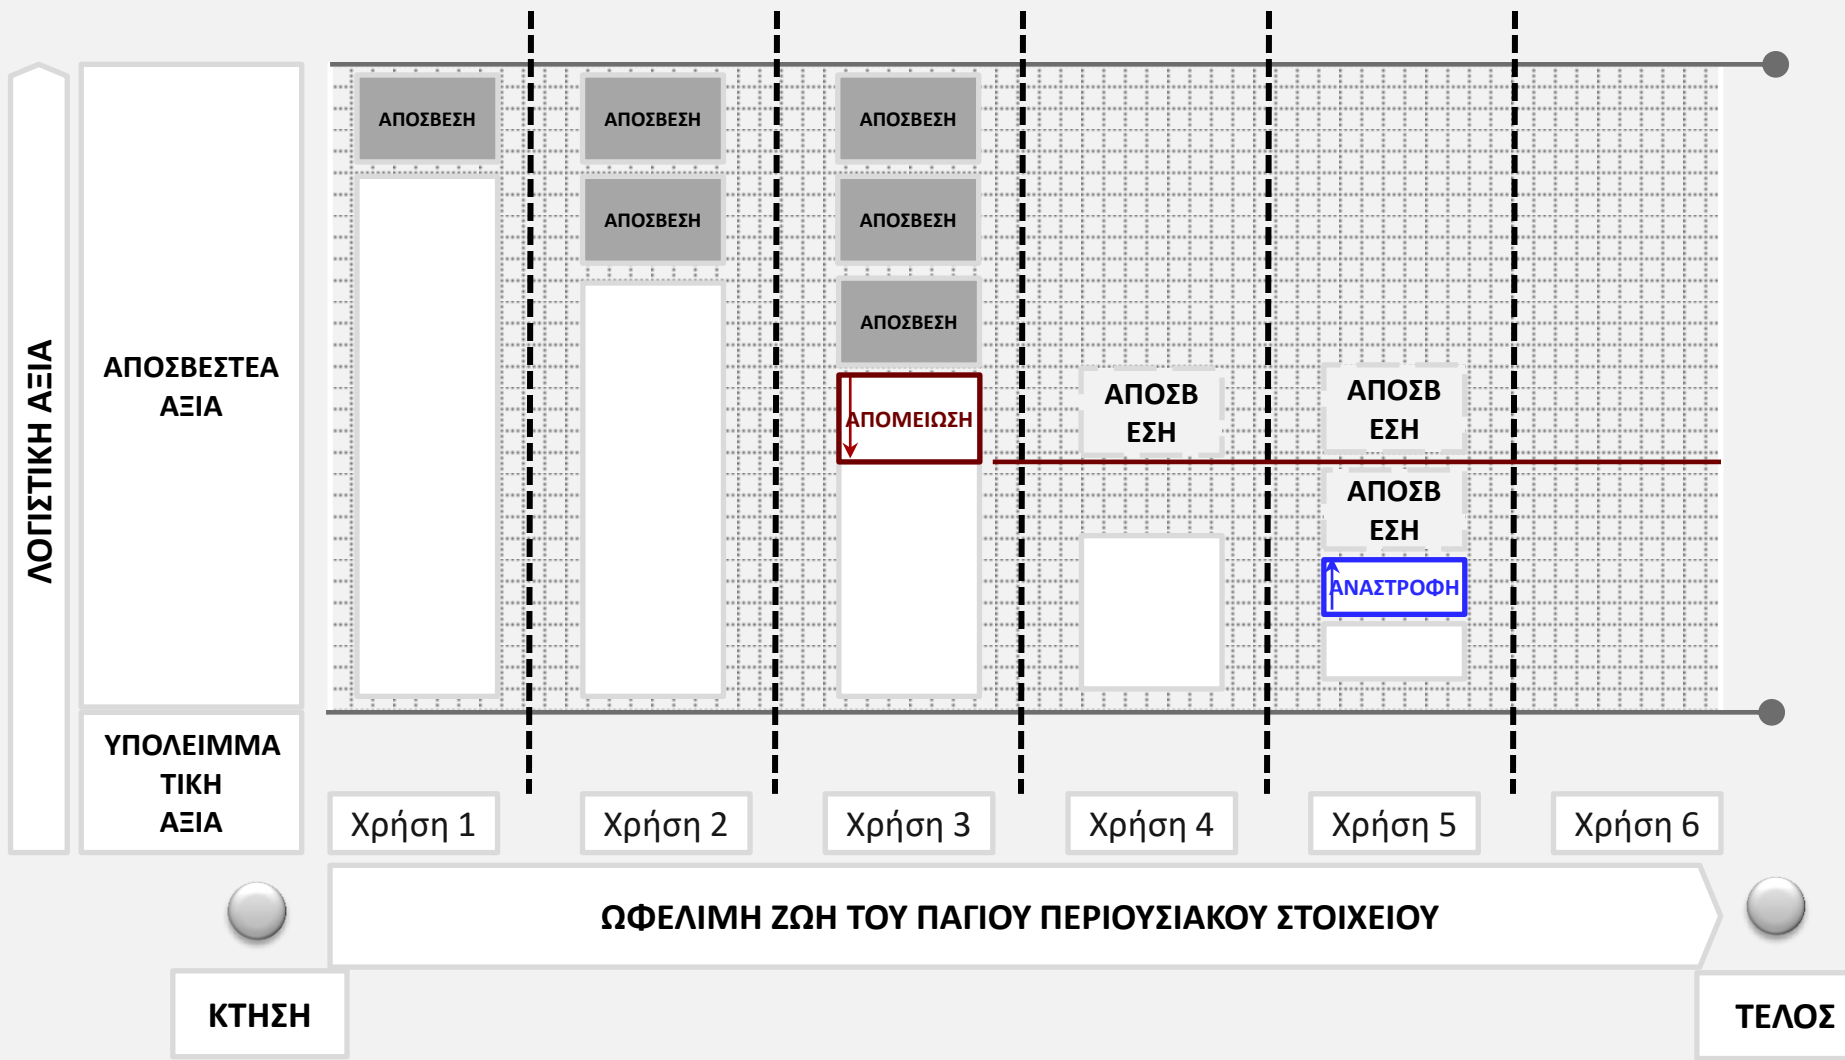 ΛΟΓΙΣΤΙΚΗ ΑΞΙΑ
ΑΠΟΣΒΕΣΤΕΑ
ΑΞΙΑ
ΥΠΟΛΕΙΜΜΑ
ΤΙΚΗ
ΑΞΙΑ
ΑΠΟΣΒΕΣΗ
ΑΠΟΣΒΕΣΗ
ΑΠΟΣΒΕΣΗ
ΑΠΟΣΒΕΣΗ
ΑΠΟΣΒΕΣΗ
ΑΠΟΣΒΕΣΗ
ΑΠΟΜΕΙΩΣΗ
ΑΠΟΣΒ
ΕΣΗ
ΑΠΟΣΒ
ΕΣΗ
ΑΠΟΣΒ
ΕΣΗ
ΑΝΑΣΤΡΟΦΗ
Χρήση 1
Χρήση 2
Χρήση 3
Χρήση 4
Χρήση 5
Χρήση 6
ΩΦΕΛΙΜΗ ΖΩΗ ΤΟΥ ΠΑΓΙΟΥ ΠΕΡΙΟΥΣΙΑΚΟΥ ΣΤΟΙΧΕΙΟΥ
ΚΤΗΣΗ
ΤΕΛΟΣ